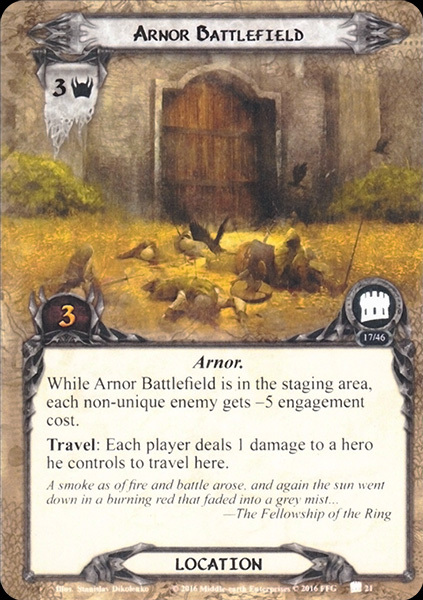 ARNOR BATTLEFIELD
3
3
17/46
Arnor.
While Arnor Battlefield is in the staging area,
each non-unique enemy gets –5 engagement
cost.
Travel: Each player deals 1 damage to a hero
he controls to travel here.
A smoke as of fire and battle arose, and again the sun went
down in a burning red that faded into a grey mist...
—The Fellowship of the Ring
LOCATION
Illus. Stanislav Dikolenko © 2016 Middle-earth Enterprises © 2016 FFG 21